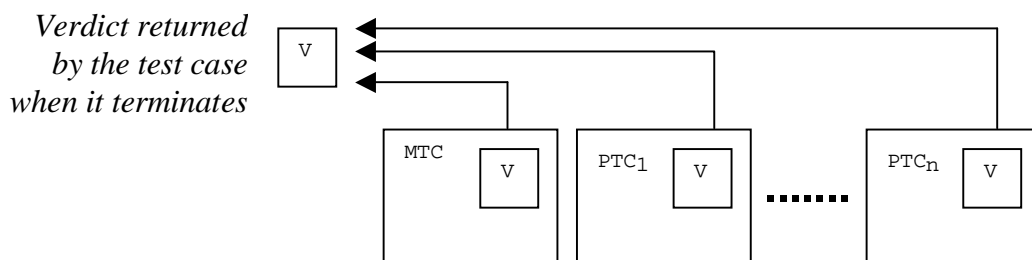 Verdict returned
by the test case
when it terminates
V
MTC
V
PTC1
V
PTCn
V